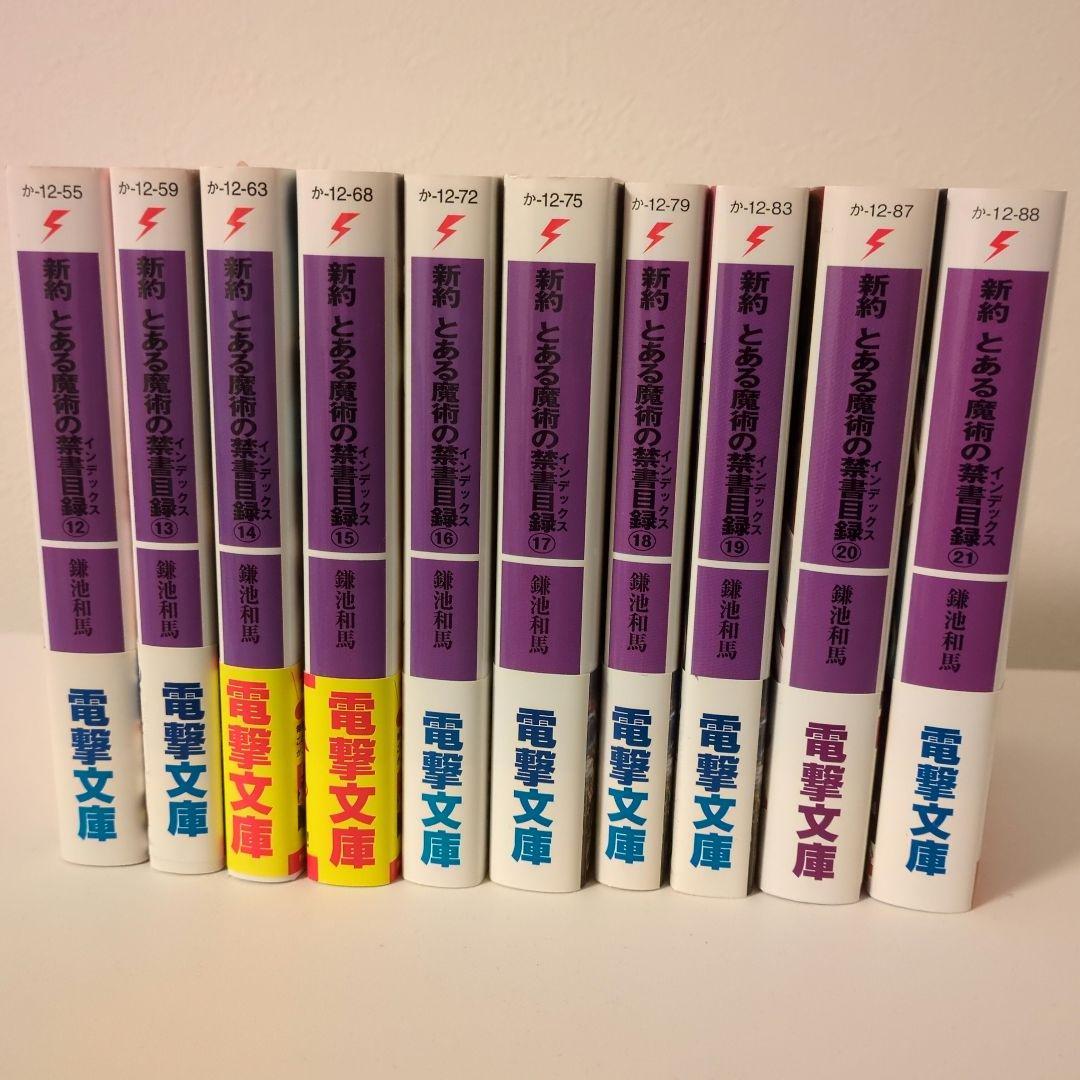 か-12-55
新約 とある魔術の禁書目録 ⑫
インデックス
鎌池和馬
電撃文庫
か-12-59
新約 とある魔術の禁書目録 ⑬
インデックス
鎌池和馬
電撃文庫
か-12-63
新約 とある魔術の禁書目録 ⑭
インデックス
鎌池和馬
電撃文庫
か-12-68
新約 とある魔術の禁書目録 ⑮
インデックス
鎌池和馬
電撃文庫
か-12-72
新約 とある魔術の禁書目録 ⑯
インデックス
鎌池和馬
電撃文庫
か-12-75
新約 とある魔術の禁書目録 ⑰
インデックス
鎌池和馬
電撃文庫
か-12-79
新約 とある魔術の禁書目録 ⑱
インデックス
鎌池和馬
電撃文庫
か-12-83
新約 とある魔術の禁書目録 ⑲
インデックス
鎌池和馬
電撃文庫
か-12-87
新約 とある魔術の禁書目録 ⑳
インデックス
鎌池和馬
電撃文庫
か-12-88
新約 とある魔術の禁書目録 ㉑
インデックス
鎌池和馬
電撃文庫